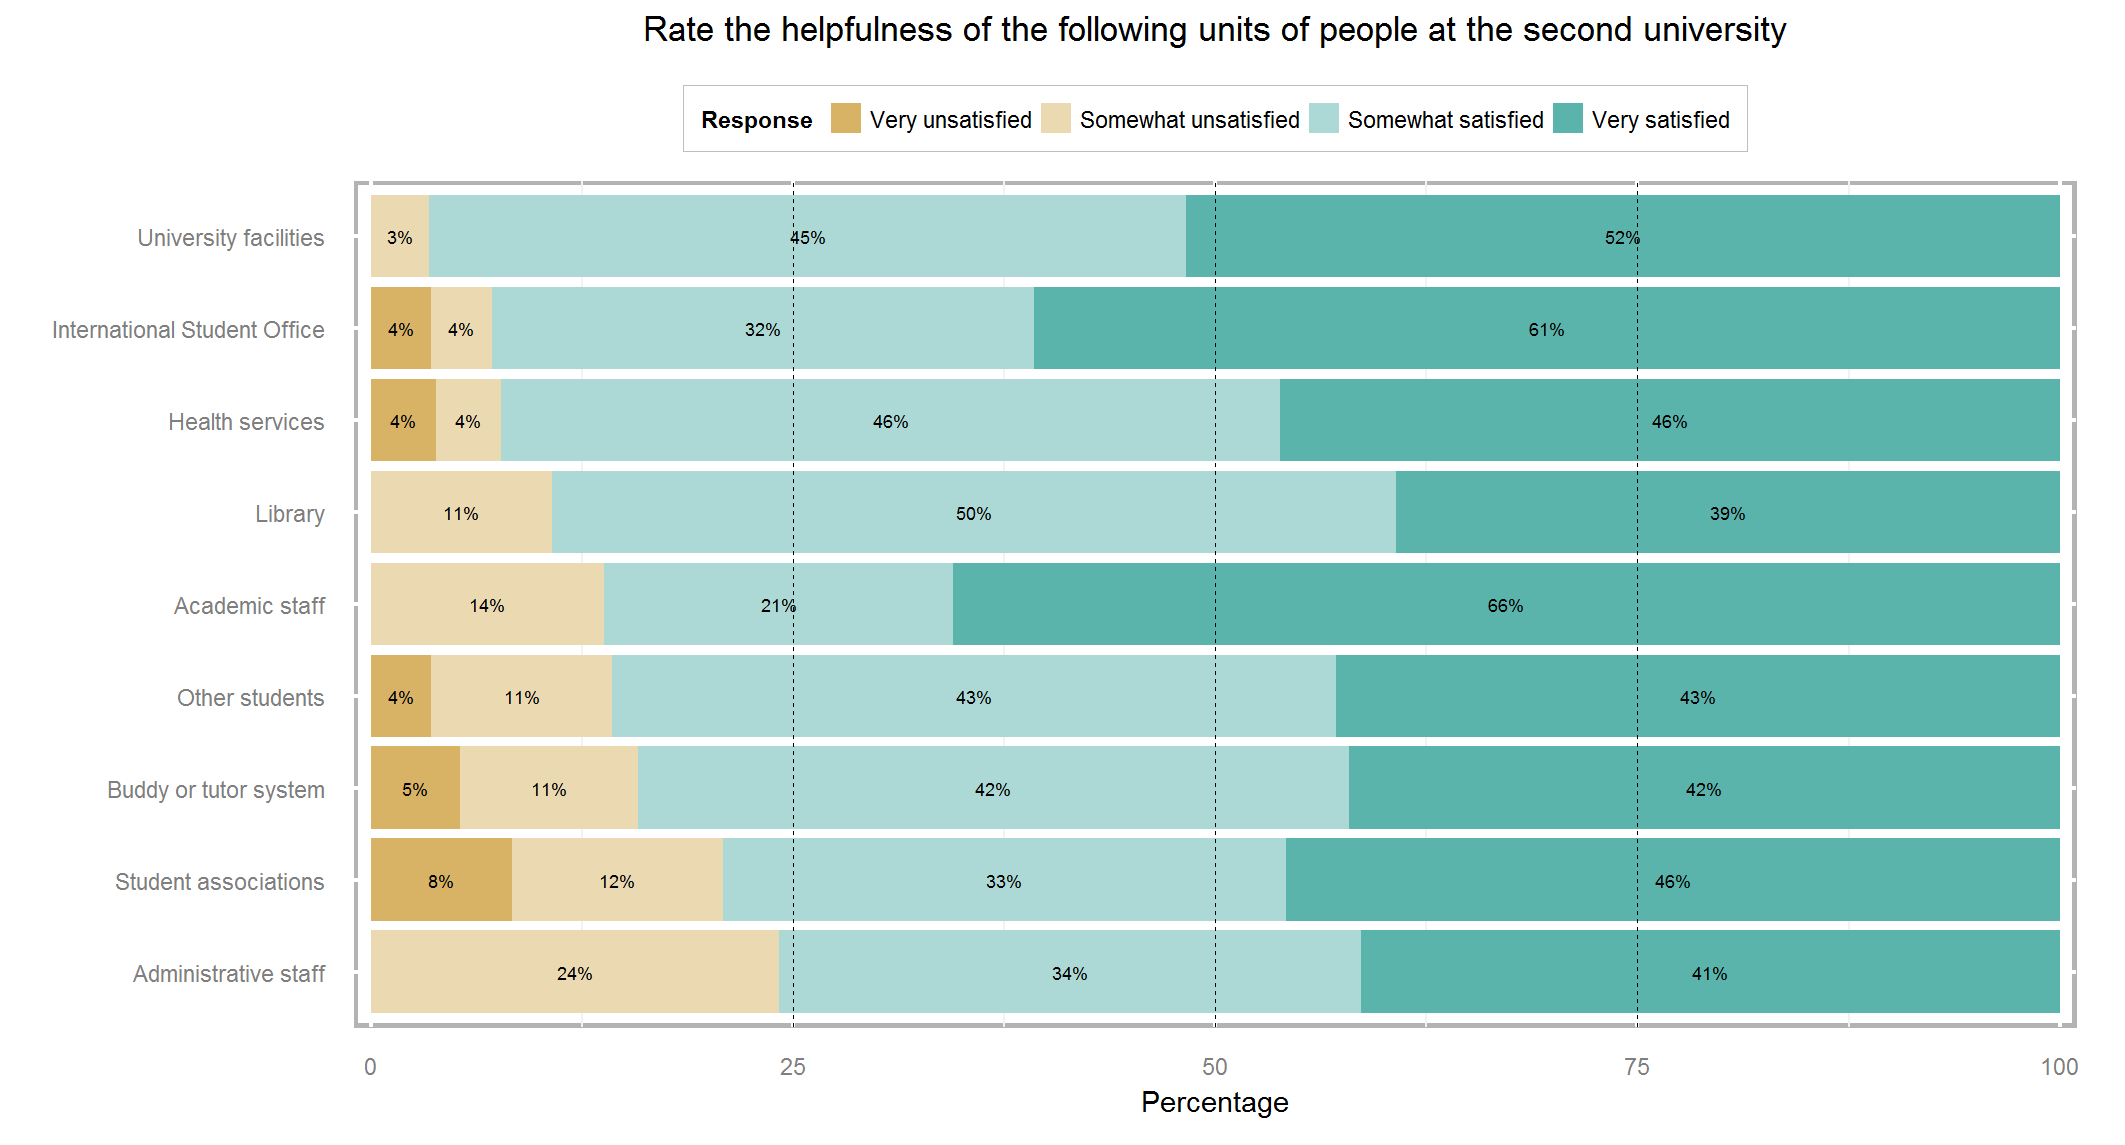 Rate the helpfulness of the following units of people at the second university
Response Very unsatisfied Somewhat unsatisfied Somewhat satisfied Very satisfied
University facilities 3% 45% 52%
International Student Office 4% 4% 32% 61%
Health services 4% 4% 46% 46%
Library 11% 50% 39%
Academic staff 14% 21% 66%
Other students 4% 11% 43% 43%
Buddy or tutor system 5% 11% 42% 42%
Student associations 8% 12% 33% 46%
Administrative staff 24% 34% 41%
0 25 50 75 100
Percentage